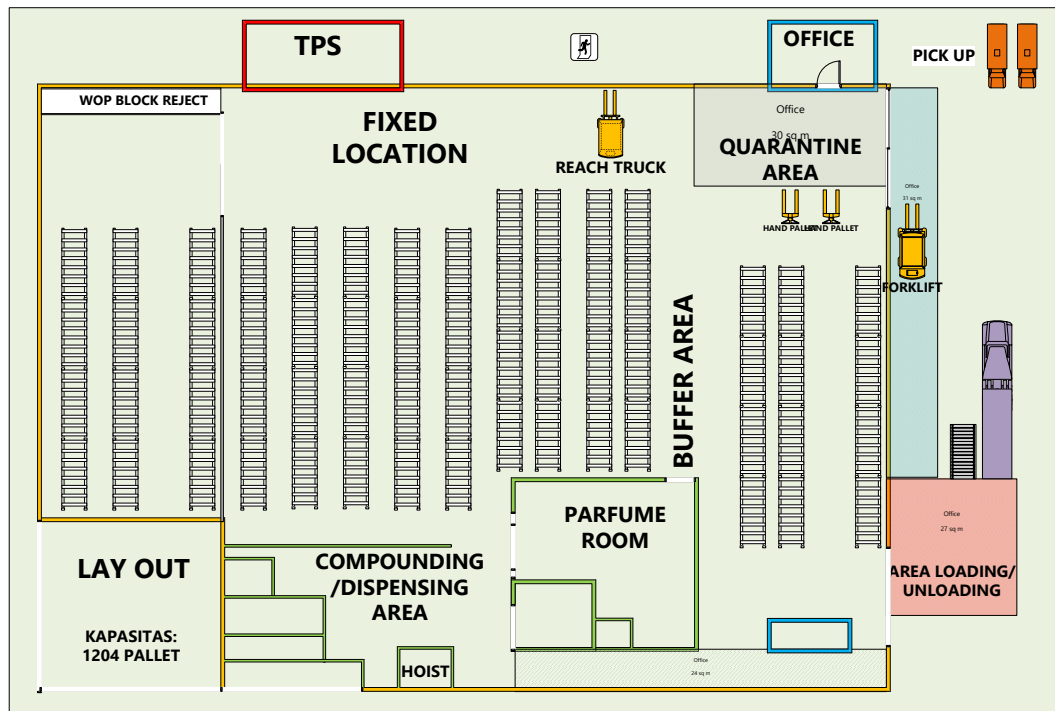 TPS
OFFICE
PICK UP
WOP BLOCK REJECT
FIXED
LOCATION
REACH TRUCK
Office
30 sq m
QUARANTINE
AREA
Office
31 sq m
HAND PALLET
HAND PALLET
FORKLIFT
BUFFER AREA
PARFUME
ROOM
Office
27 sq m
AREA LOADING/
UNLOADING
LAY OUT
KAPASITAS:
1204 PALLET
COMPOUNDING
/DISPENSING
AREA
HOIST
Office
24 sq m